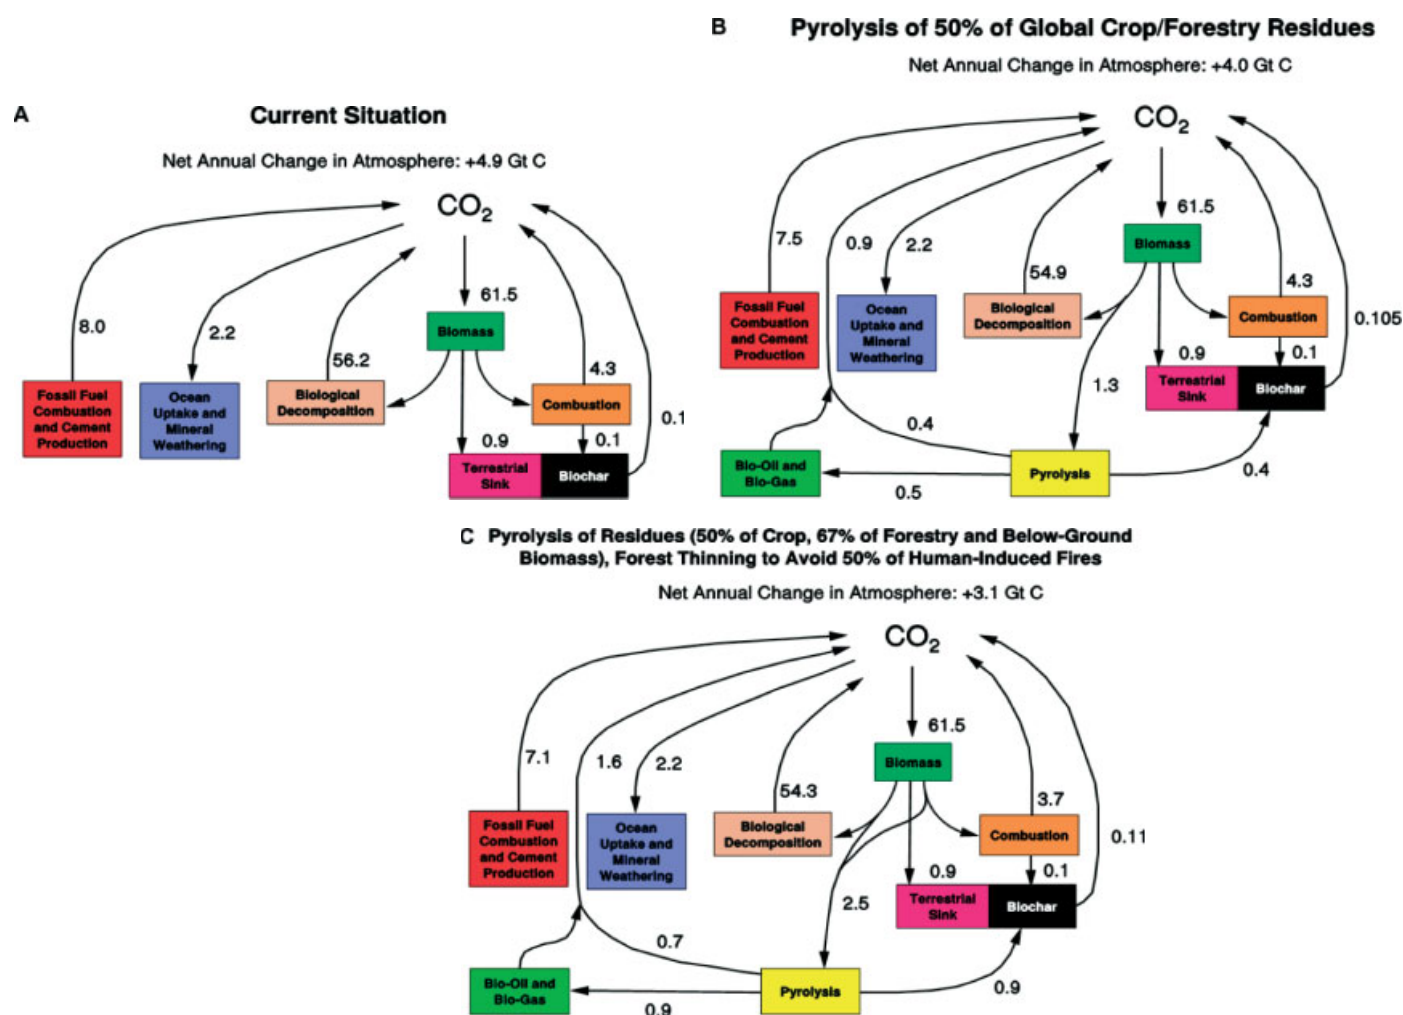 A
Current Situation
Net Annual Change in Atmosphere: +4.9 Gt C
CO2
8.0
2.2
56.2
61.5
Biomass
4.3
0.1
Fossil Fuel
Combustion
and Cement
Production
Ocean
Uptake and
Mineral
Weathering
Biological
Decomposition
Combustion
0.9
0.1
Terrestrial
Sink
Biochar
B
Pyrolysis of 50% of Global Crop/Forestry Residues
Net Annual Change in Atmosphere: +4.0 Gt C
CO2
7.5
0.9
2.2
54.9
61.5
Biomass
4.3
0.105
Fossil Fuel
Combustion
and Cement
Production
Ocean
Uptake and
Mineral
Weathering
Biological
Decomposition
Combustion
1.3
0.9
0.1
Terrestrial
Sink
Biochar
0.4
Bio-Oil and
Bio-Gas
Pyrolysis
0.5
0.4
C
Pyrolysis of Residues (50% of Crop, 67% of Forestry and Below-Ground
Biomass), Forest Thinning to Avoid 50% of Human-Induced Fires
Net Annual Change in Atmosphere: +3.1 Gt C
CO2
7.1
1.6
2.2
54.3
61.5
Biomass
3.7
0.11
Fossil Fuel
Combustion
and Cement
Production
Ocean
Uptake and
Mineral
Weathering
Biological
Decomposition
Combustion
2.5
0.9
0.1
Terrestrial
Sink
Biochar
0.7
Bio-Oil and
Bio-Gas
Pyrolysis
0.9
0.9